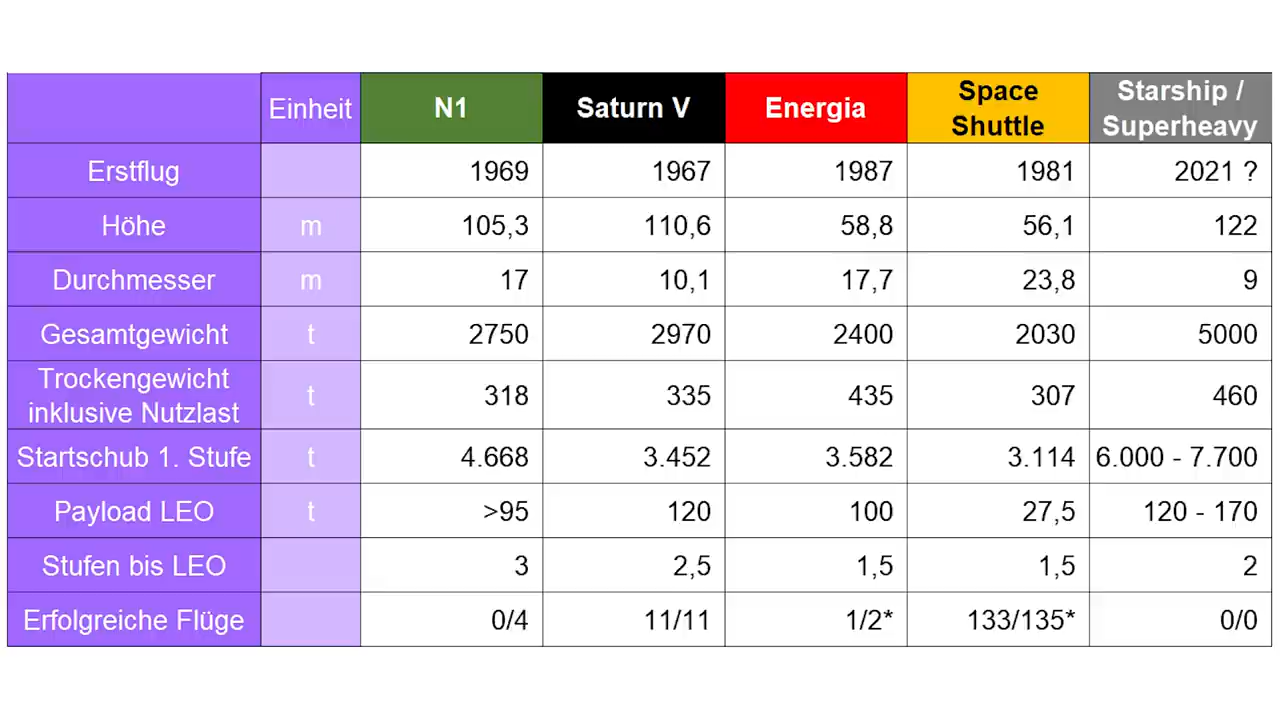 Einheit N1 Saturn V Energia Space Shuttle Starship / Superheavy
Erstflug 1969 1967 1987 1981 2021 ?
Höhe m 105,3 110,6 58,8 56,1 122
Durchmesser m 17 10,1 17,7 23,8 9
Gesamtgewicht t 2750 2970 2400 2030 5000
Trockengewicht inklusive Nutzlast t 318 335 435 307 460
Startschub 1. Stufe t 4.668 3.452 3.582 3.114 6.000 - 7.700
Payload LEO t >95 120 100 27,5 120 - 170
Stufen bis LEO 3 2,5 1,5 1,5 2
Erfolgreiche Flüge 0/4 11/11 1/2* 133/135* 0/0